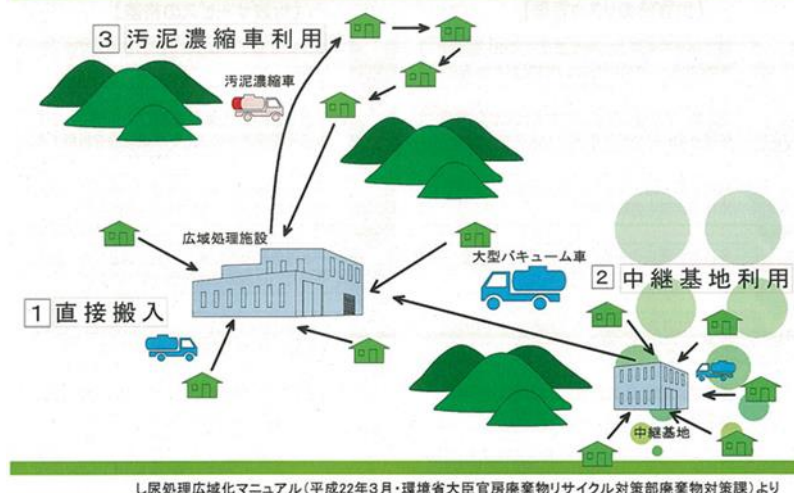 3 汚泥濃縮車利用
汚泥濃縮車
広域処理施設
大型バキューム車
2 中継基地利用
1 直接搬入
中継基地
し尿処理広域化マニュアル(平成22年3月・環境省大臣官房廃棄物リサイクル対策部廃棄物対策課)より